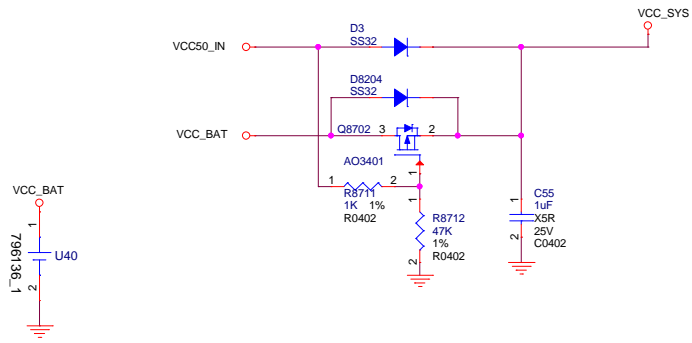 VCC_SYS
D3
SS32
VCC50_IN
D8204
SS32
VCC_BAT
Q8702
3
2
AO3401
1
1
2
R8711
1K 1%
R0402
R8712
47K
1%
R0402
2
1
C55
1uF
X5R
25V
C0402
1
2
VCC_BAT
1
U40
2
796136_1